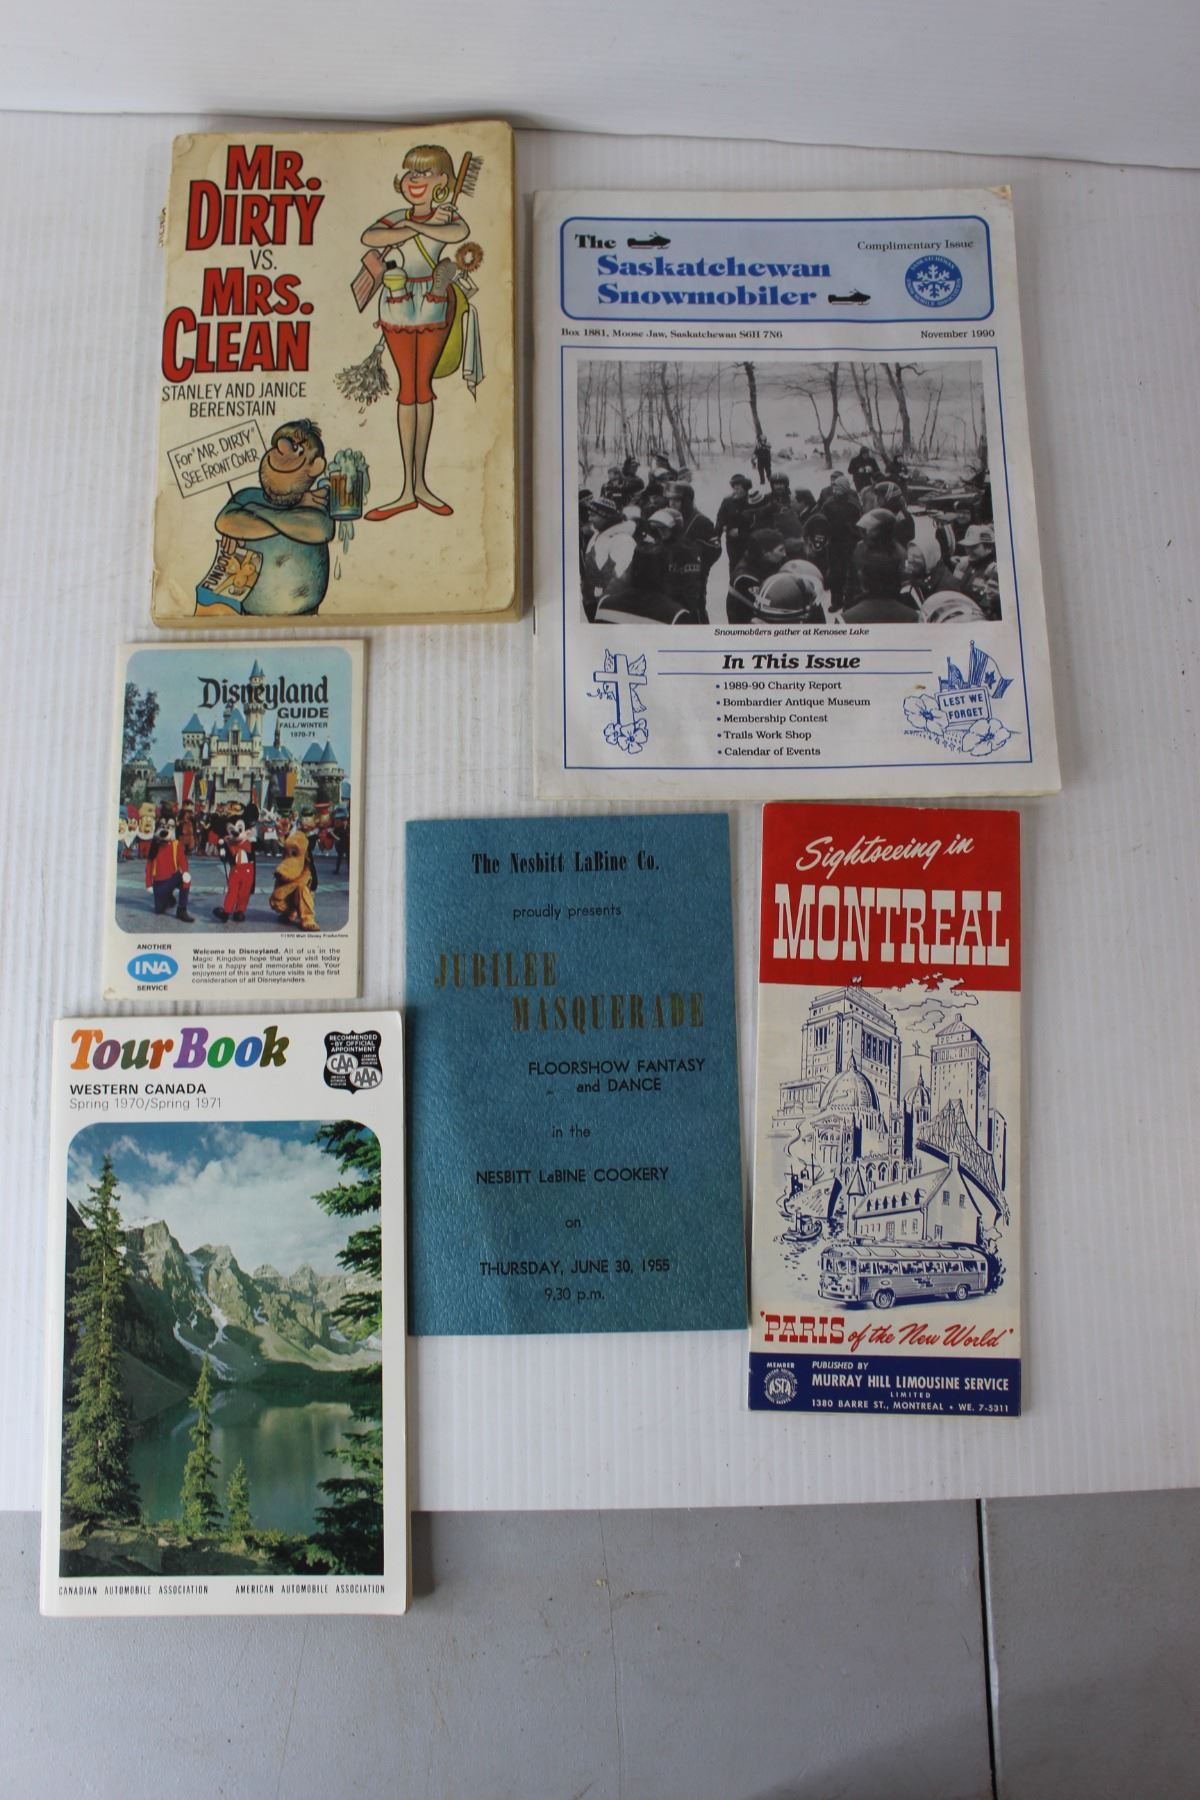 MR.
DIRTY
VS.
MRS.
CLEAN
STANLEY AND JANICE
BERENSTAIN
For "MR. DIRTY"
SEE FRONT COVER
FUN BOY
The
Saskatchewan
Snowmobiler
Complimentary Issue
Box 1881, Moose Jaw, Saskatchewan S6H 7N6
November 1990
Snowmobilers gather at Kenosee Lake
In This Issue
• 1989-90 Charity Report
• Bombardier Antique Museum
• Membership Contest
• Trails Work Shop
• Calendar of Events
LEST WE
FORGET
Disneyland
GUIDE
FALL/WINTER
1970-71
©1970 Walt Disney Productions
ANOTHER
INA
SERVICE
Welcome to Disneyland. All of us in the
Magic Kingdom hope that your visit today
will be a happy and memorable one. Your
enjoyment of this and future visits is the first
consideration of all Disneylanders.
The Nesbitt LaBine Co.
proudly presents
JUBILEE
MASQUERADE
FLOORSHOW FANTASY
and DANCE
in the
NESBITT LaBINE COOKERY
on
THURSDAY, JUNE 30, 1955
9.30 p.m.
Sightseeing in
MONTREAL
"PARIS of the New World"
MEMBER
ASTA
PUBLISHED BY
MURRAY HILL LIMOUSINE SERVICE
LIMITED
1380 BARRE ST., MONTREAL • WE. 7-5311
Tour Book
WESTERN CANADA
Spring 1970/Spring 1971
RECOMMENDED
BY OFFICIAL
APPOINTMENT
CAA
AAA
CANADIAN AUTOMOBILE ASSOCIATION AMERICAN AUTOMOBILE ASSOCIATION